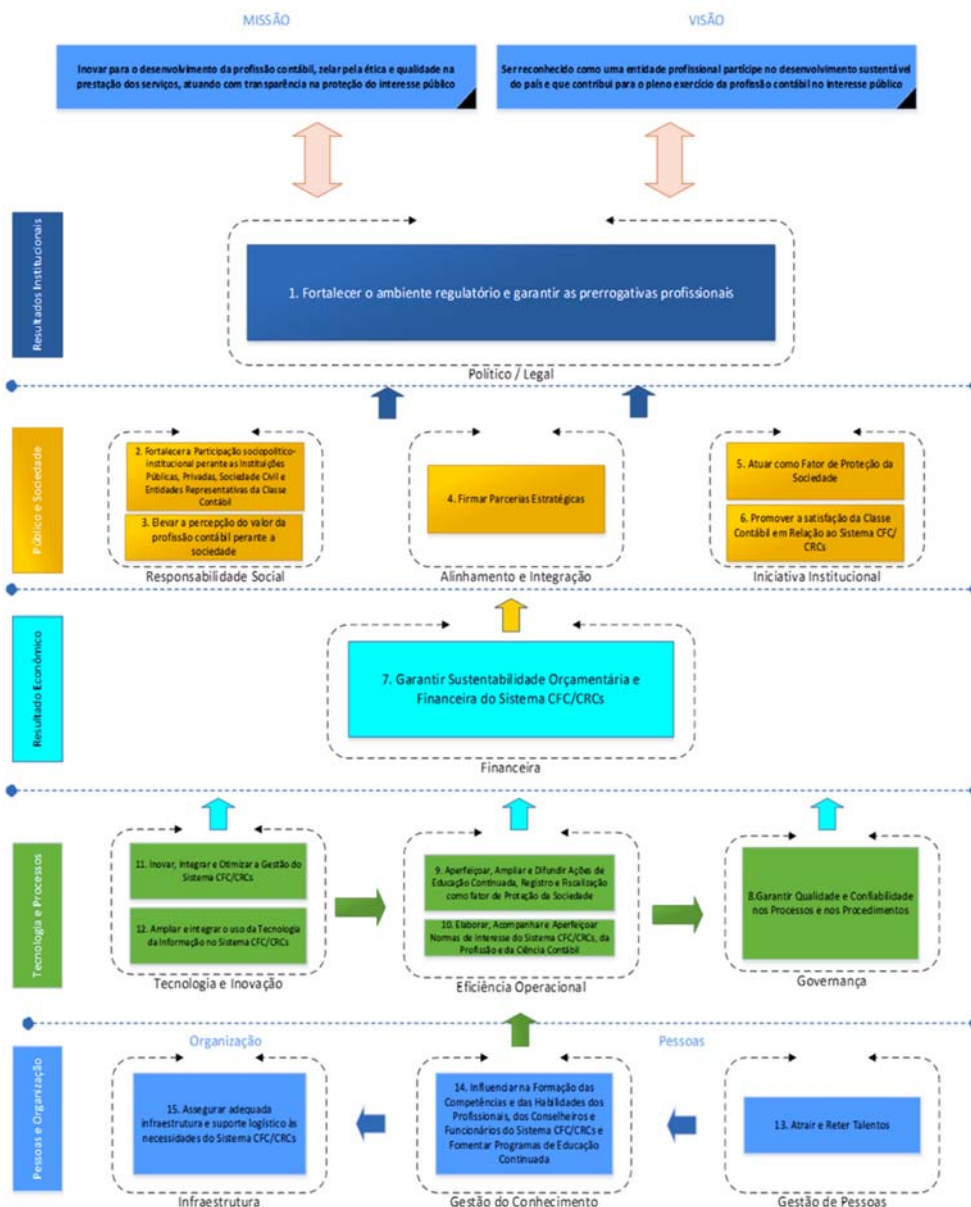 MISSÃO
VISÃO
Inovar para o desenvolvimento da profissão contábil, zelar pela ética e qualidade na
prestação dos serviços, atuando com transparência na proteção do interesse público
Ser reconhecido como uma entidade profissional partícipe no desenvolvimento sustentável
do país e que contribui para o pleno exercício da profissão contábil no interesse público
Resultados Institucionais
1. Fortalecer o ambiente regulatório e garantir as prerrogativas profissionais
Político / Legal
Público e Sociedade
2. Fortalecer a Participação sociopolítico-
institucional perante as Instituições
Públicas, Privadas, Sociedade Civil e
Entidades Representativas da Classe
Contábil
3. Elevar a percepção do valor da
profissão contábil perante a
sociedade
Responsabilidade Social
4. Firmar Parcerias Estratégicas
Alinhamento e Integração
5. Atuar como Fator de Proteção da
Sociedade
6. Promover a satisfação da Classe
Contábil em Relação ao Sistema CFC/
CRCs
Iniciativa Institucional
Resultado Econômico
7. Garantir Sustentabilidade Orçamentária e
Financeira do Sistema CFC/CRCs
Financeira
Tecnologia e Processos
11. Inovar, Integrar e Otimizar a Gestão do
Sistema CFC/CRCs
12. Ampliar e integrar o uso da Tecnologia
da Informação no Sistema CFC/CRCs
Tecnologia e Inovação
9. Aperfeiçoar, Ampliar e Difundir Ações de
Educação Continuada, Registro e Fiscalização
como fator de Proteção da Sociedade
10. Elaborar, Acompanhar e Aperfeiçoar
Normas de Interesse do Sistema CFC/CRCs, da
Profissão e da Ciência Contábil
Eficiência Operacional
8.Garantir Qualidade e Confiabilidade
nos Processos e nos Procedimentos
Governança
Pessoas e Organização
Organização
Pessoas
15. Assegurar adequada
infraestrutura e suporte logístico às
necessidades do Sistema CFC/CRCs
Infraestrutura
14. Influenciar na Formação das
Competências e das Habilidades dos
Profissionais, dos Conselheiros e
Funcionários do Sistema CFC/CRCs e
Fomentar Programas de Educação
Continuada
Gestão do Conhecimento
13. Atrair e Reter Talentos
Gestão de Pessoas